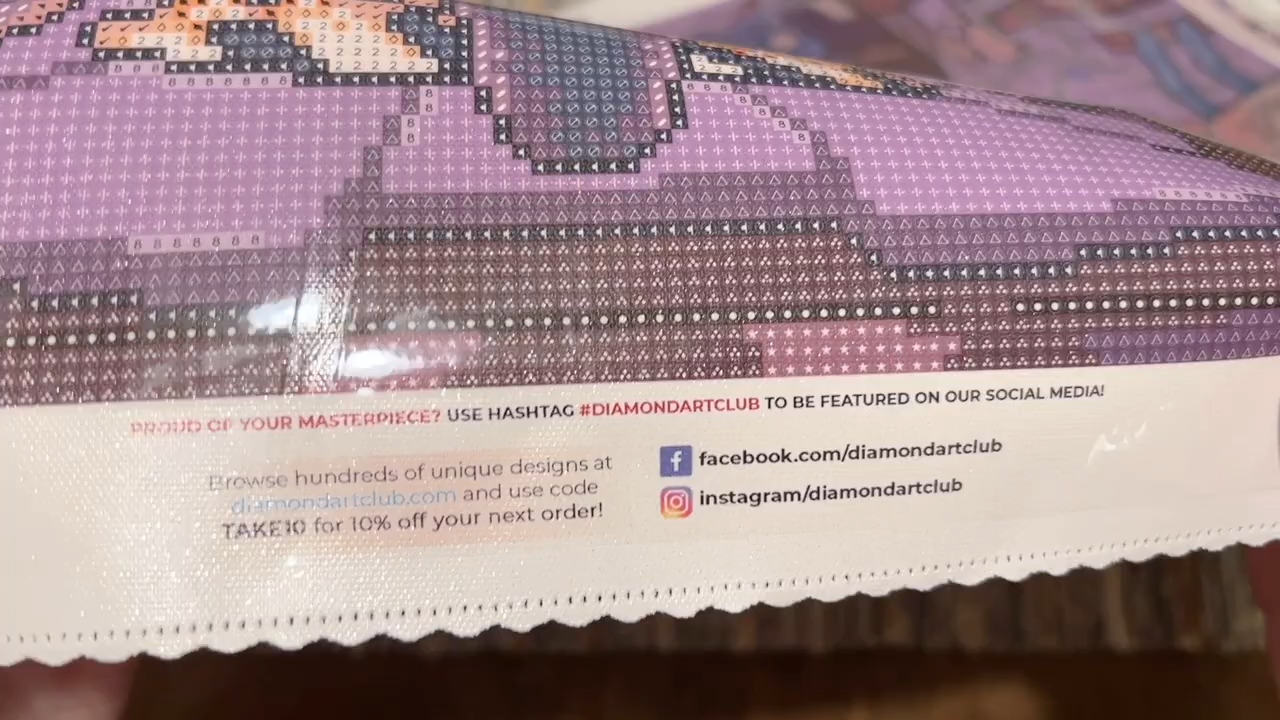 PROUD OF YOUR MASTERPIECE? USE HASHTAG #DIAMONDARTCLUB TO BE FEATURED ON OUR SOCIAL MEDIA!
Browse hundreds of unique designs at
diamondartclub.com and use code
TAKE10 for 10% off your next order!
facebook.com/diamondartclub
instagram/diamondartclub